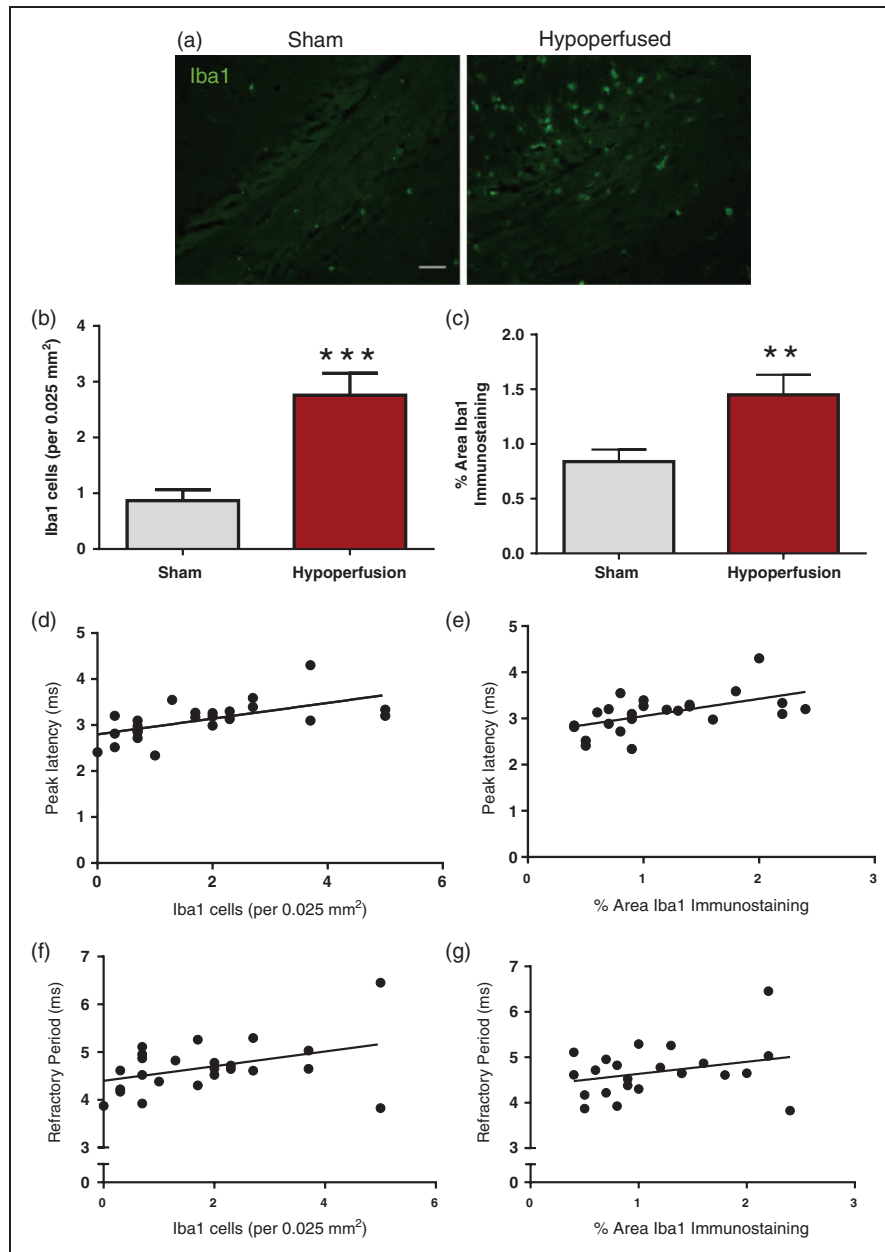 (a)
Sham
Hypoperfused
Iba1
(b)
Iba1 cells (per 0.025 mm²)
4
3
2
1
0
***
Sham
Hypoperfusion
(c)
% Area Iba1
Immunostaining
2.0
1.5
1.0
0.5
0.0
**
Sham
Hypoperfusion
(d)
Peak latency (ms)
5
4
3
2
1
0
0
2
4
6
Iba1 cells (per 0.025 mm²)
(e)
Peak latency (ms)
5
4
3
2
1
0
0
1
2
3
% Area Iba1 Immunostaining
(f)
Refractory Period (ms)
7
6
5
4
3
0
0
2
4
6
Iba1 cells (per 0.025 mm²)
(g)
Refractory Period (ms)
7
6
5
4
3
0
0
1
2
3
% Area Iba1 Immunostaining